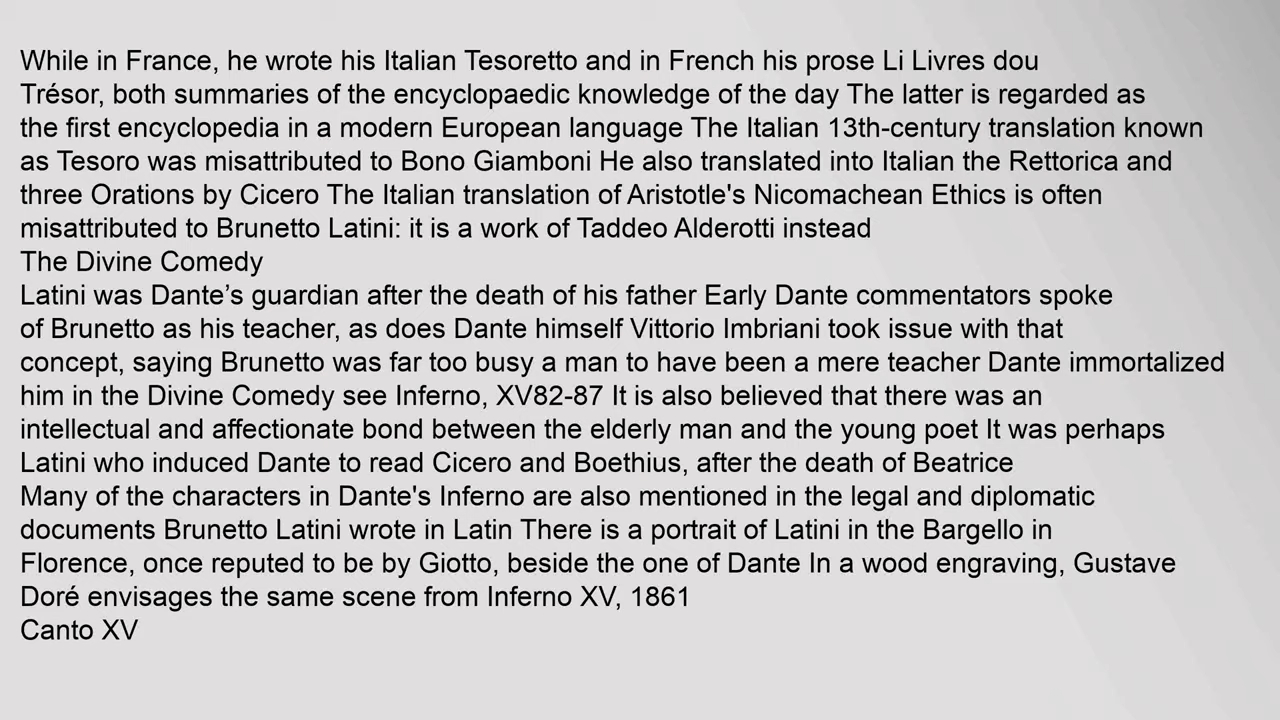 While in France, he wrote his Italian Tesoretto and in French his prose Li Livres dou
Trésor, both summaries of the encyclopaedic knowledge of the day The latter is regarded as
the first encyclopedia in a modern European language The Italian 13th-century translation known
as Tesoro was misattributed to Bono Giamboni He also translated into Italian the Rettorica and
three Orations by Cicero The Italian translation of Aristotle's Nicomachean Ethics is often
misattributed to Brunetto Latini: it is a work of Taddeo Alderotti instead
The Divine Comedy
Latini was Dante’s guardian after the death of his father Early Dante commentators spoke
of Brunetto as his teacher, as does Dante himself Vittorio Imbriani took issue with that
concept, saying Brunetto was far too busy a man to have been a mere teacher Dante immortalized
him in the Divine Comedy see Inferno, XV82-87 It is also believed that there was an
intellectual and affectionate bond between the elderly man and the young poet It was perhaps
Latini who induced Dante to read Cicero and Boethius, after the death of Beatrice
Many of the characters in Dante's Inferno are also mentioned in the legal and diplomatic
documents Brunetto Latini wrote in Latin There is a portrait of Latini in the Bargello in
Florence, once reputed to be by Giotto, beside the one of Dante In a wood engraving, Gustave
Doré envisages the same scene from Inferno XV, 1861
Canto XV